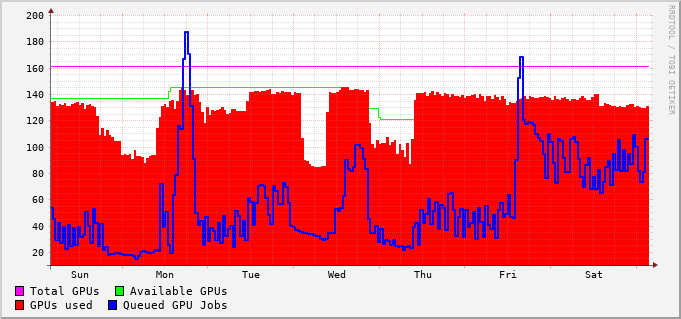 RRDTOOL / TOBI OETIKER
200
180
160
140
120
100
80
60
40
20
Sun Mon Tue Wed Thu Fri Sat
Total GPUs Available GPUs
GPUs used Queued GPU Jobs